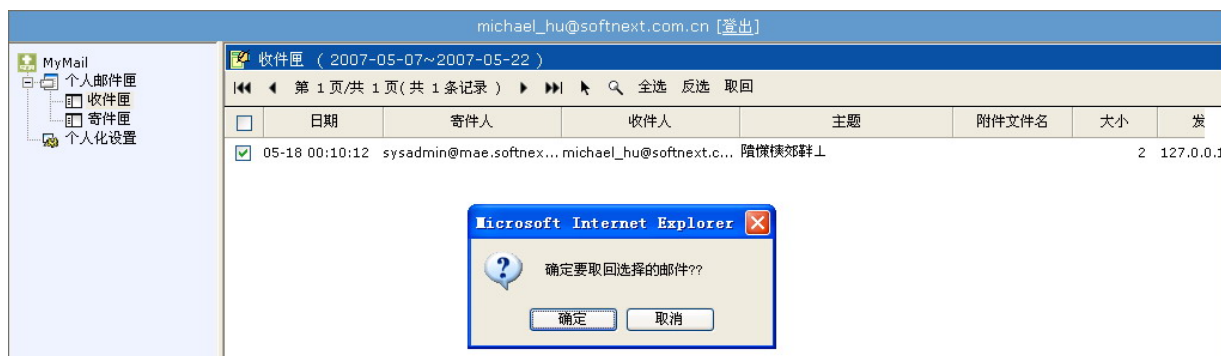 michael_hu@softnext.com.cn [登出]
MyMail
个人邮件匣
收件匣
寄件匣
个人化设置
收件匣 ( 2007-05-07~2007-05-22 )
第 1 页/共 1 页( 共 1 条记录 ) 全选 反选 取回
日期 寄件人 收件人 主题 附件文件名 大小 发
05-18 00:10:12 sysadmin@mae.softnex... michael_hu@softnext.c... 2 127.0.0.1
Microsoft Internet Explorer
确定要取回选择的邮件??
确定 取消